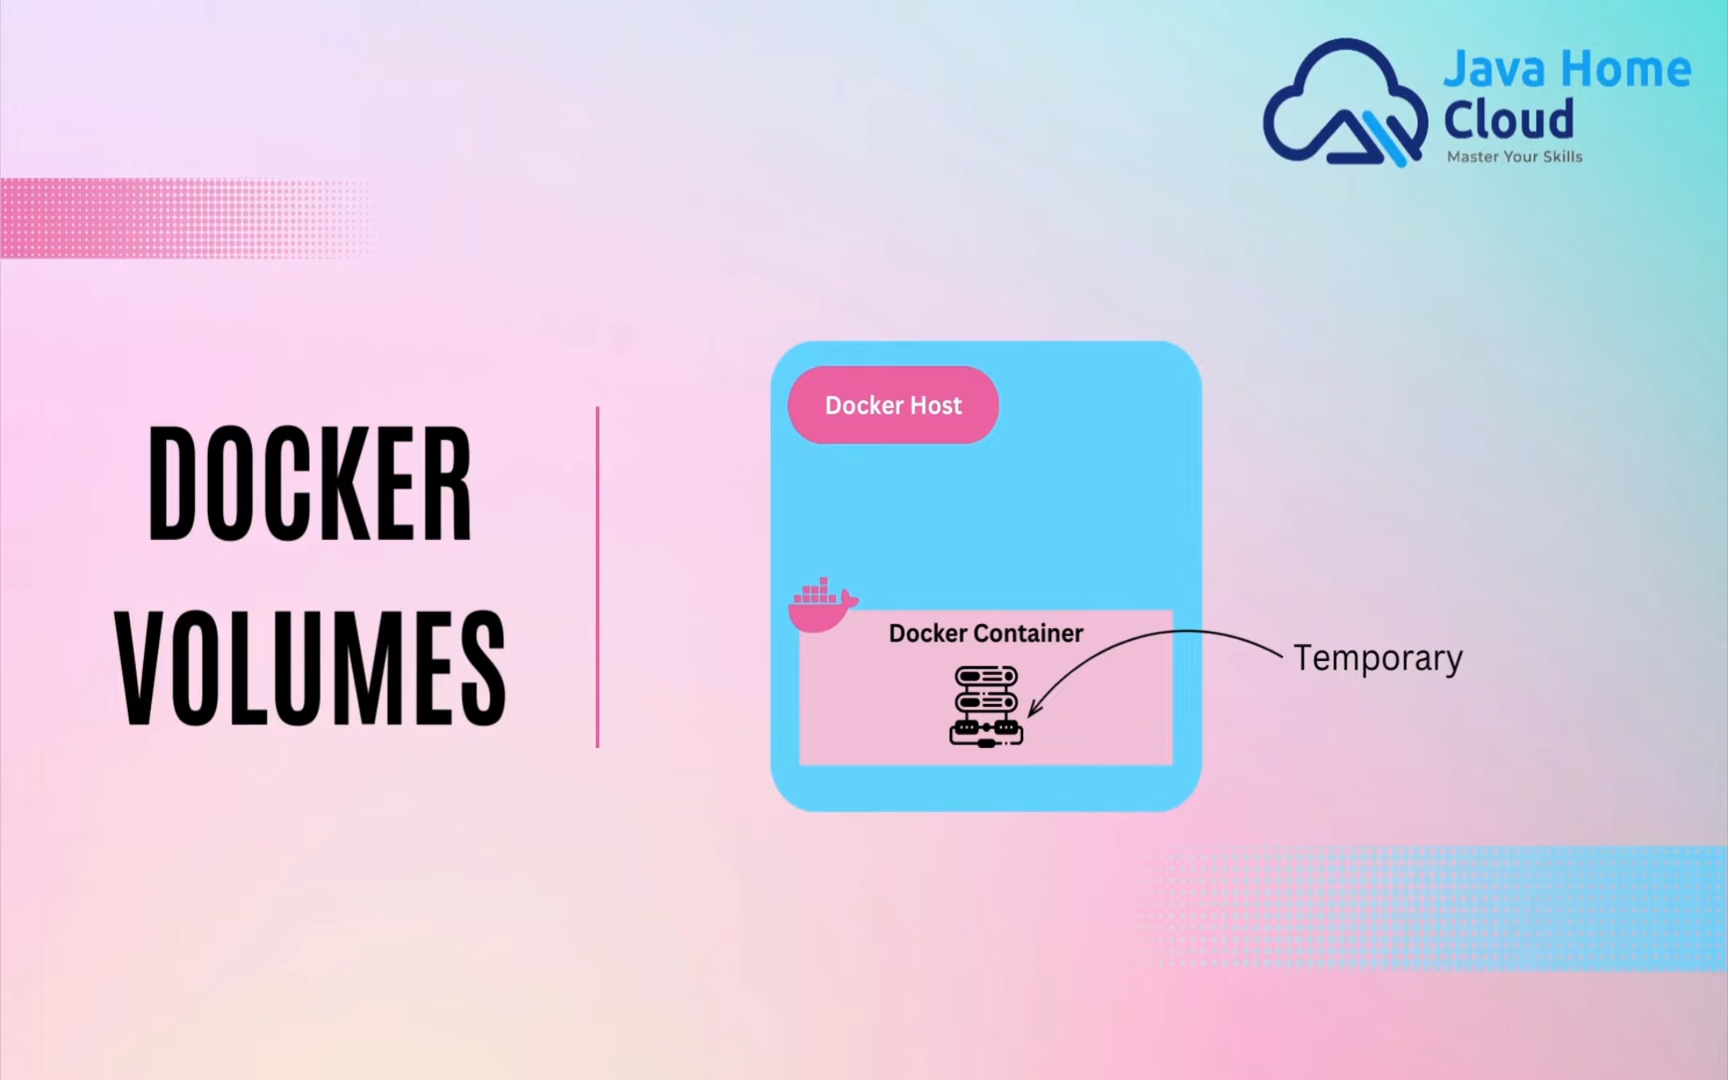 Java Home
Cloud
Master Your Skills
DOCKER
VOLUMES
Docker Host
Docker Container
Temporary